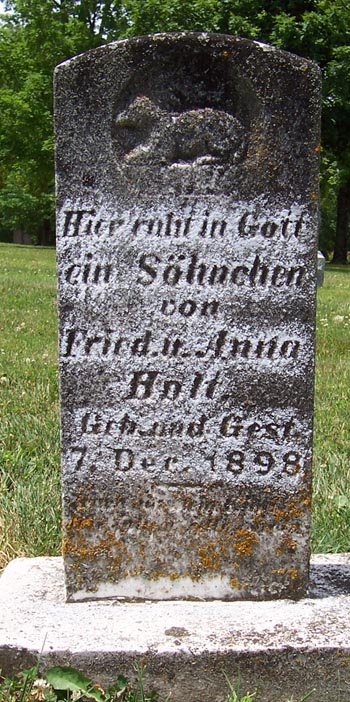 Hier ruht in Gott
ein Söhnchen
von
Fried. u. Anna
Holt.
Geb. und Gest.
7. Dec. 1898